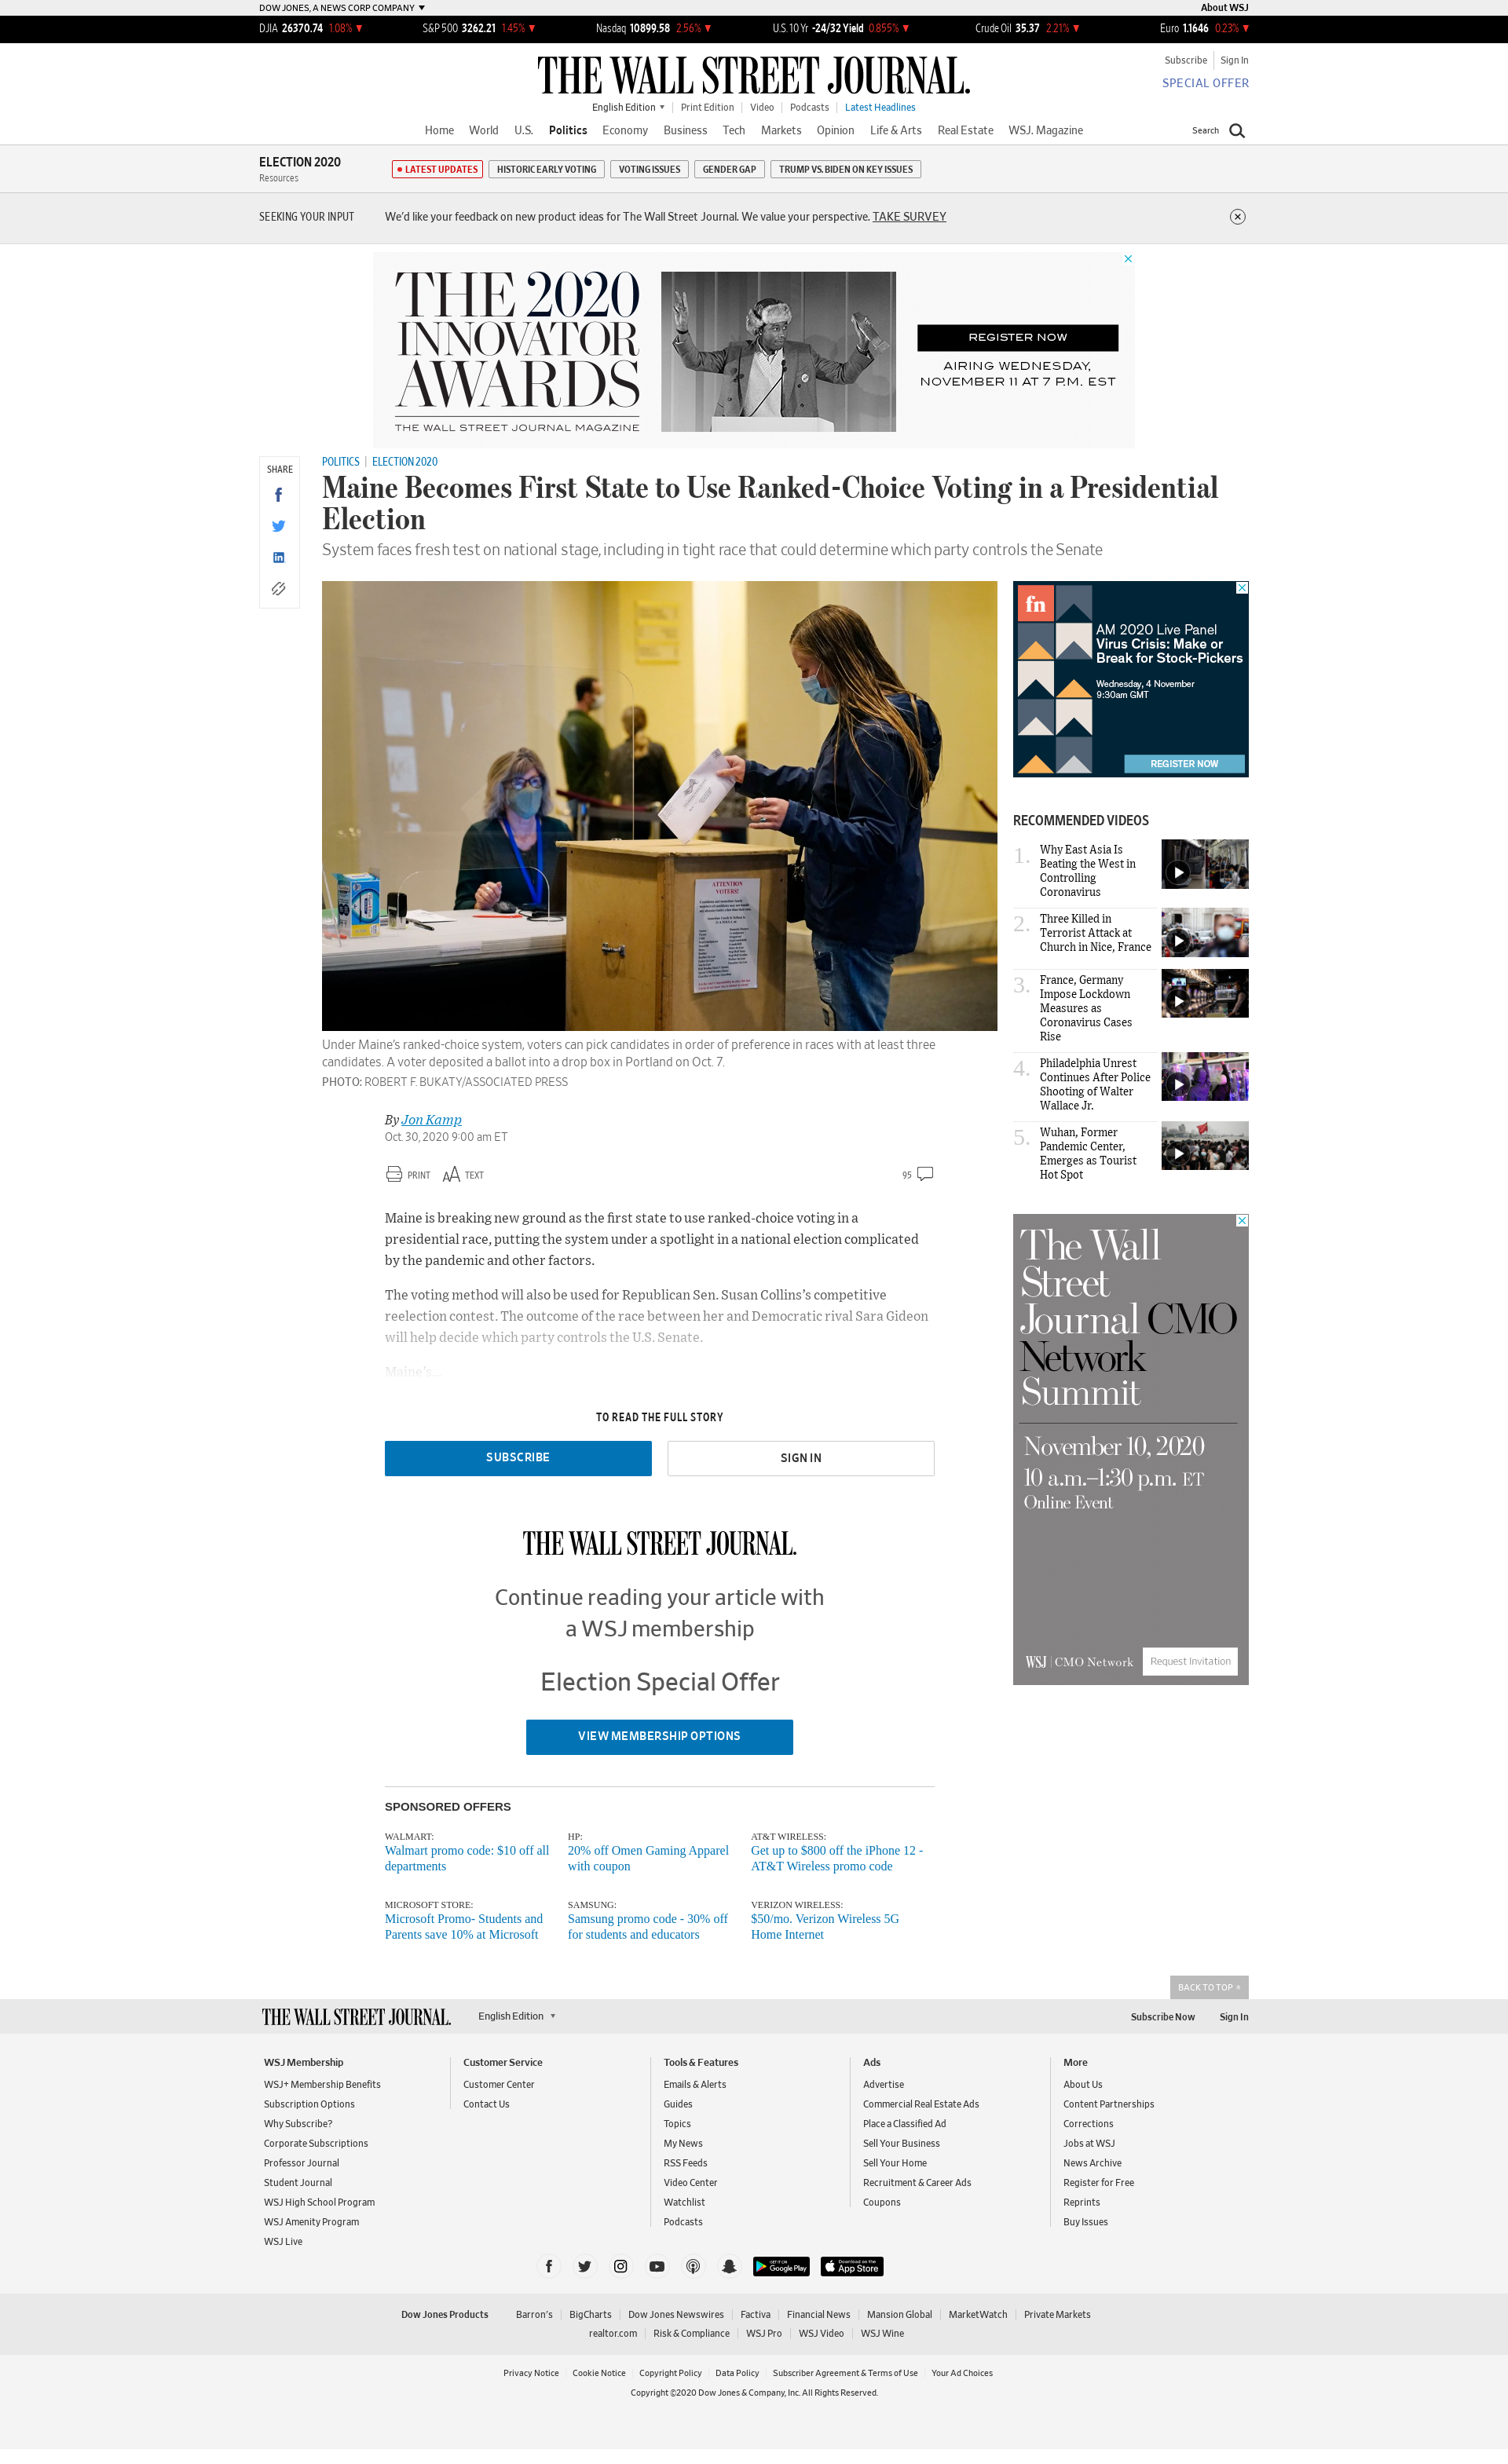 DOW JONES, A NEWS CORP COMPANY
About WSJ
DJIA 26370.74 1.08%
S&P 500 3262.21 1.45%
Nasdaq 10899.58 2.56%
U.S. 10 Yr -24/32 Yield 0.855%
Crude Oil 35.37 2.21%
Euro 1.1646 0.23%
THE WALL STREET JOURNAL.
Subscribe Sign In
SPECIAL OFFER
English Edition Print Edition Video Podcasts Latest Headlines
Home World U.S. Politics Economy Business Tech Markets Opinion Life & Arts Real Estate WSJ. Magazine
Search
ELECTION 2020
Resources
LATEST UPDATES
HISTORIC EARLY VOTING
VOTING ISSUES
GENDER GAP
TRUMP VS. BIDEN ON KEY ISSUES
SEEKING YOUR INPUT
We'd like your feedback on new product ideas for The Wall Street Journal. We value your perspective. TAKE SURVEY
THE 2020
INNOVATOR
AWARDS
THE WALL STREET JOURNAL MAGAZINE
REGISTER NOW
AIRING WEDNESDAY,
NOVEMBER 11 AT 7 P.M. EST
SHARE
POLITICS | ELECTION 2020
Maine Becomes First State to Use Ranked-Choice Voting in a Presidential
Election
System faces fresh test on national stage, including in tight race that could determine which party controls the Senate
ATTENTION
VOTERS!
Under Maine's ranked-choice system, voters can pick candidates in order of preference in races with at least three
candidates. A voter deposited a ballot into a drop box in Portland on Oct. 7.
PHOTO: ROBERT F. BUKATY/ASSOCIATED PRESS
By Jon Kamp
Oct. 30, 2020 9:00 am ET
PRINT
AA TEXT
95
Maine is breaking new ground as the first state to use ranked-choice voting in a
presidential race, putting the system under a spotlight in a national election complicated
by the pandemic and other factors.
The voting method will also be used for Republican Sen. Susan Collins's competitive
reelection contest. The outcome of the race between her and Democratic rival Sara Gideon
will help decide which party controls the U.S. Senate.
Maine's...
TO READ THE FULL STORY
SUBSCRIBE
SIGN IN
THE WALL STREET JOURNAL.
Continue reading your article with
a WSJ membership
Election Special Offer
VIEW MEMBERSHIP OPTIONS
SPONSORED OFFERS
WALMART:
Walmart promo code: $10 off all
departments
HP:
20% off Omen Gaming Apparel
with coupon
AT&T WIRELESS:
Get up to $800 off the iPhone 12 -
AT&T Wireless promo code
MICROSOFT STORE:
Microsoft Promo- Students and
Parents save 10% at Microsoft
SAMSUNG:
Samsung promo code - 30% off
for students and educators
VERIZON WIRELESS:
$50/mo. Verizon Wireless 5G
Home Internet
fn
AM 2020 Live Panel
Virus Crisis: Make or
Break for Stock-Pickers
Wednesday, 4 November
9:30am GMT
REGISTER NOW
RECOMMENDED VIDEOS
1. Why East Asia Is
Beating the West in
Controlling
Coronavirus
2. Three Killed in
Terrorist Attack at
Church in Nice, France
3. France, Germany
Impose Lockdown
Measures as
Coronavirus Cases
Rise
4. Philadelphia Unrest
Continues After Police
Shooting of Walter
Wallace Jr.
5. Wuhan, Former
Pandemic Center,
Emerges as Tourist
Hot Spot
The Wall
Street
Journal CMO
Network
Summit
November 10, 2020
10 a.m.–1:30 p.m. ET
Online Event
WSJ | CMO Network
Request Invitation
BACK TO TOP
THE WALL STREET JOURNAL.
English Edition
Subscribe Now Sign In
WSJ Membership
WSJ+ Membership Benefits
Subscription Options
Why Subscribe?
Corporate Subscriptions
Professor Journal
Student Journal
WSJ High School Program
WSJ Amenity Program
WSJ Live
Customer Service
Customer Center
Contact Us
Tools & Features
Emails & Alerts
Guides
Topics
My News
RSS Feeds
Video Center
Watchlist
Podcasts
Ads
Advertise
Commercial Real Estate Ads
Place a Classified Ad
Sell Your Business
Sell Your Home
Recruitment & Career Ads
Coupons
More
About Us
Content Partnerships
Corrections
Jobs at WSJ
News Archive
Register for Free
Reprints
Buy Issues
GET IT ON
Google Play
Download on the
App Store
Dow Jones Products Barron's BigCharts Dow Jones Newswires Factiva Financial News Mansion Global MarketWatch Private Markets
realtor.com Risk & Compliance WSJ Pro WSJ Video WSJ Wine
Privacy Notice Cookie Notice Copyright Policy Data Policy Subscriber Agreement & Terms of Use Your Ad Choices
Copyright ©2020 Dow Jones & Company, Inc. All Rights Reserved.